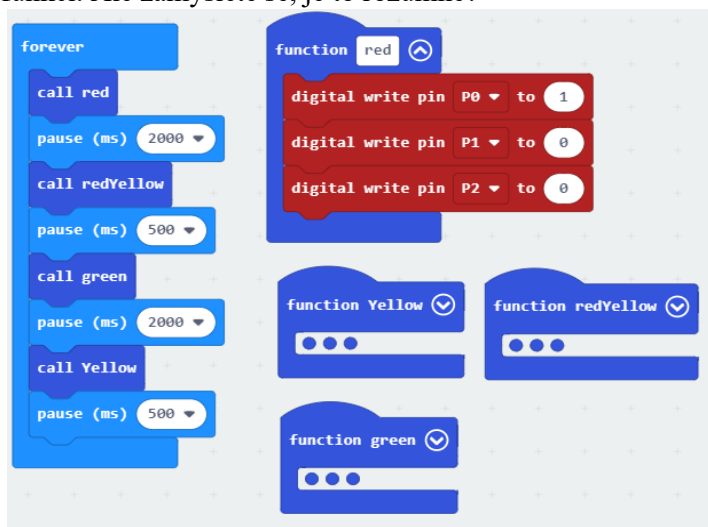 forever
call red
pause (ms) 2000
call redYellow
pause (ms) 500
call green
pause (ms) 2000
call Yellow
pause (ms) 500
function red
digital write pin P0 to 1
digital write pin P1 to 0
digital write pin P2 to 0
function Yellow
function redYellow
function green